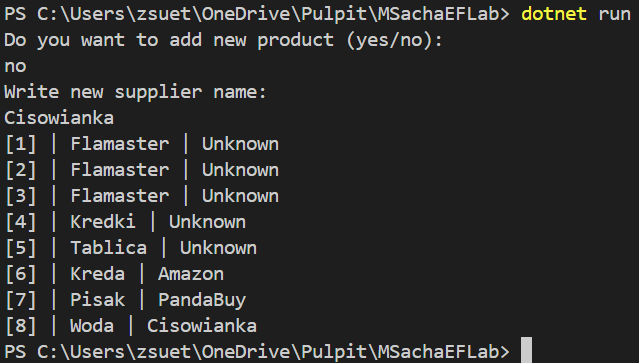 PS C:\Users\zsuet\OneDrive\Pulpit\MSachaEFLab> dotnet run
Do you want to add new product (yes/no):
no
Write new supplier name:
Cisowianka
[1] | Flamaster | Unknown
[2] | Flamaster | Unknown
[3] | Flamaster | Unknown
[4] | Kredki | Unknown
[5] | Tablica | Unknown
[6] | Kreda | Amazon
[7] | Pisak | PandaBuy
[8] | Woda | Cisowianka
PS C:\Users\zsuet\OneDrive\Pulpit\MSachaEFLab>